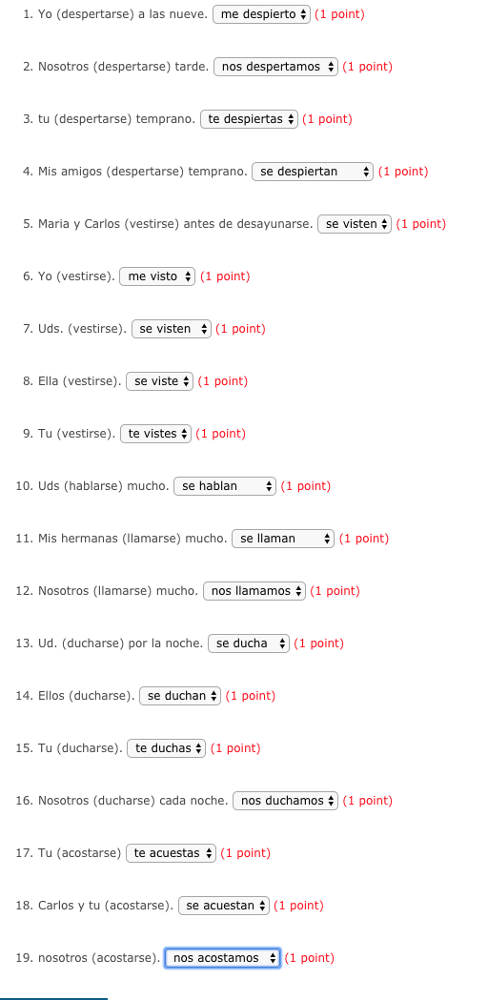 1. Yo (despertarse) a las nueve. me despierto (1 point)
2. Nosotros (despertarse) tarde. nos despertamos (1 point)
3. tu (despertarse) temprano. te despiertas (1 point)
4. Mis amigos (despertarse) temprano. se despiertan (1 point)
5. Maria y Carlos (vestirse) antes de desayunarse. se visten (1 point)
6. Yo (vestirse). me visto (1 point)
7. Uds. (vestirse). se visten (1 point)
8. Ella (vestirse). se viste (1 point)
9. Tu (vestirse). te vistes (1 point)
10. Uds (hablarse) mucho. se hablan (1 point)
11. Mis hermanas (llamarse) mucho. se llaman (1 point)
12. Nosotros (llamarse) mucho. nos llamamos (1 point)
13. Ud. (ducharse) por la noche. se ducha (1 point)
14. Ellos (ducharse). se duchan (1 point)
15. Tu (ducharse). te duchas (1 point)
16. Nosotros (ducharse) cada noche. nos duchamos (1 point)
17. Tu (acostarse) te acuestas (1 point)
18. Carlos y tu (acostarse). se acuestan (1 point)
19. nosotros (acostarse). nos acostamos (1 point)